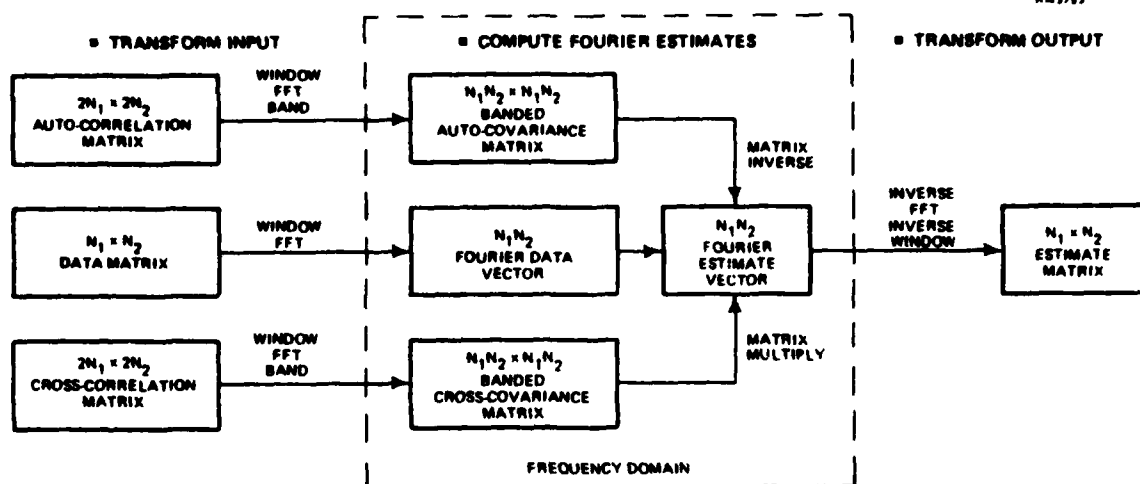 ▪ TRANSFORM INPUT
▪ COMPUTE FOURIER ESTIMATES
▪ TRANSFORM OUTPUT
2N₁ × 2N₂
AUTO-CORRELATION
MATRIX
WINDOW
FFT
BAND
N₁N₂ × N₁N₂
BANDED
AUTO-COVARIANCE
MATRIX
MATRIX
INVERSE
N₁ × N₂
DATA MATRIX
WINDOW
FFT
N₁N₂
FOURIER DATA
VECTOR
N₁N₂
FOURIER
ESTIMATE
VECTOR
INVERSE
FFT
INVERSE
WINDOW
N₁ × N₂
ESTIMATE
MATRIX
2N₁ × 2N₂
CROSS-CORRELATION
MATRIX
WINDOW
FFT
BAND
N₁N₂ × N₁N₂
BANDED
CROSS-COVARIANCE
MATRIX
MATRIX
MULTIPLY
FREQUENCY DOMAIN